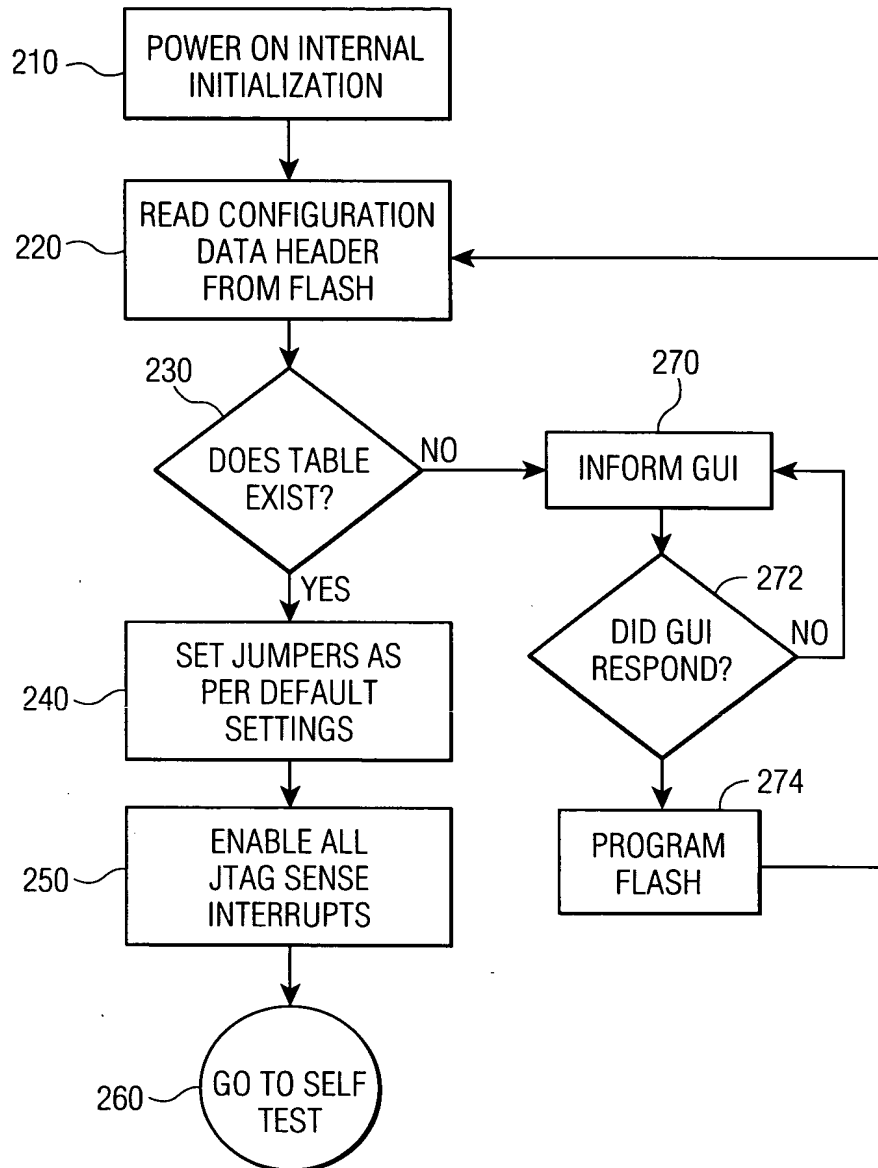 210
POWER ON INTERNAL
INITIALIZATION
220
READ CONFIGURATION
DATA HEADER
FROM FLASH
230
DOES TABLE
EXIST?
NO
YES
270
INFORM GUI
272
DID GUI
RESPOND?
NO
240
SET JUMPERS AS
PER DEFAULT
SETTINGS
274
PROGRAM
FLASH
250
ENABLE ALL
JTAG SENSE
INTERRUPTS
260
GO TO SELF
TEST